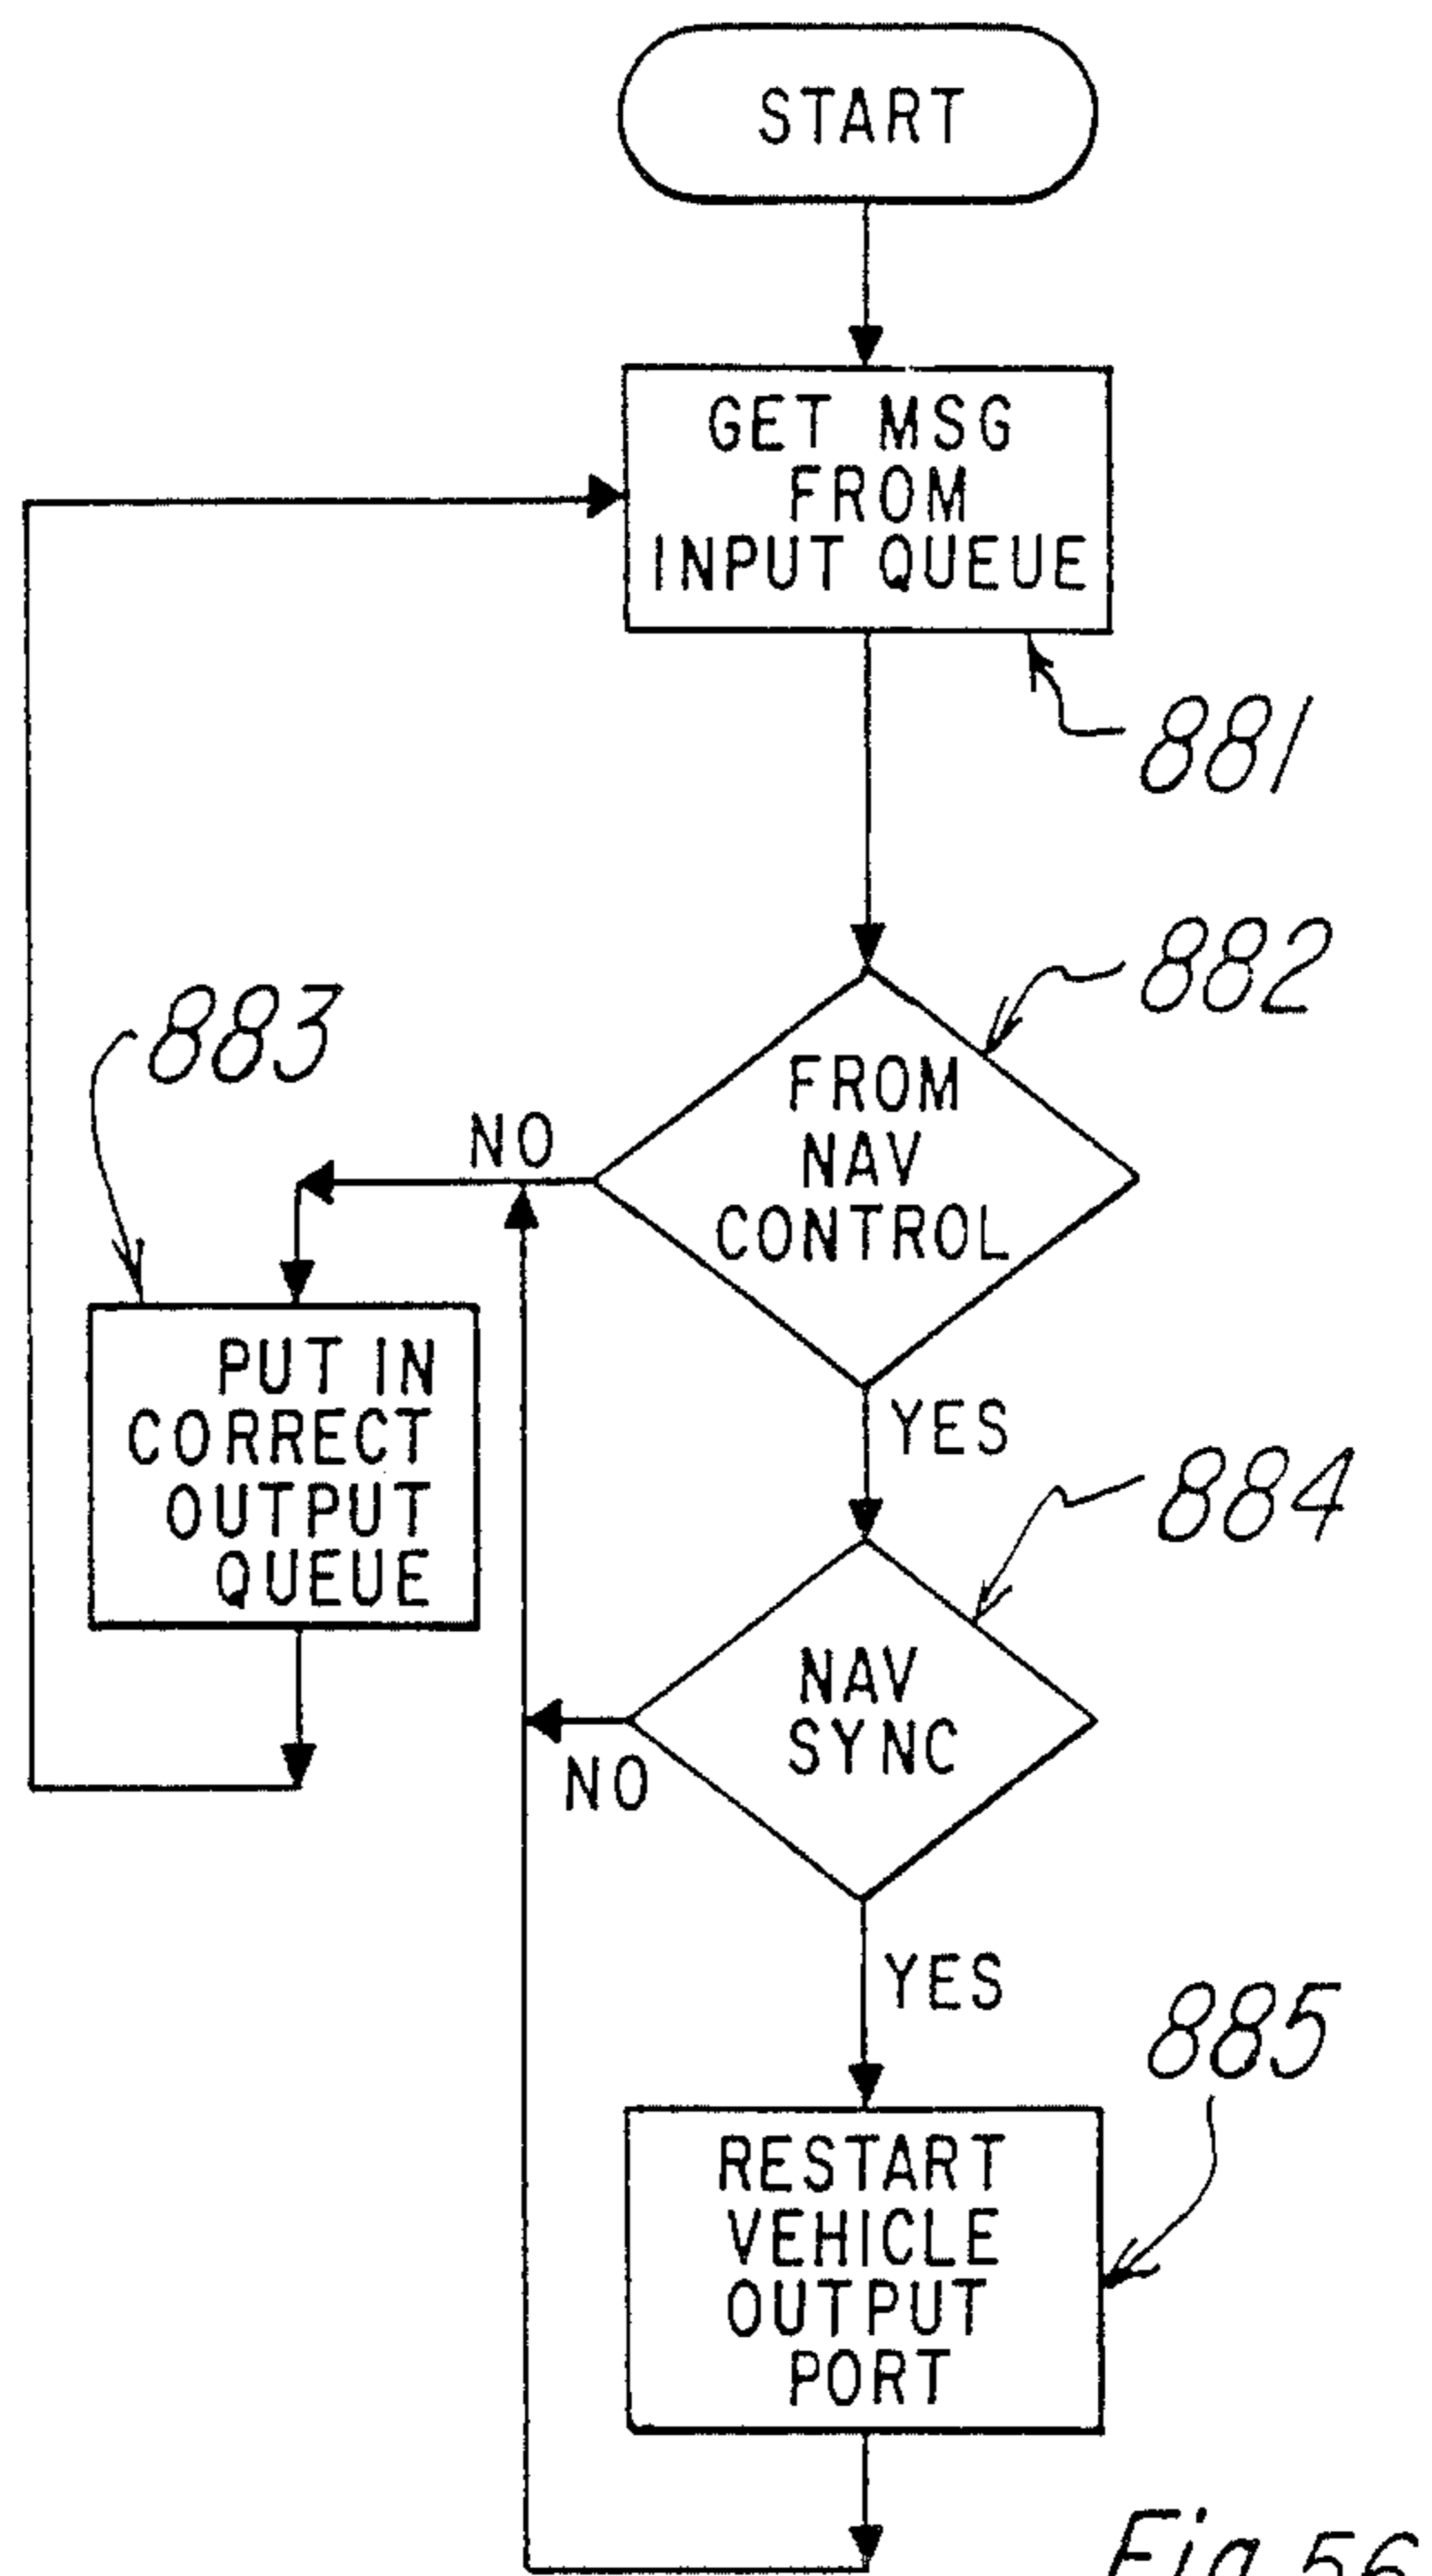 START
GET MSG
FROM
INPUT QUEUE
881
882
883
FROM
NAV
CONTROL
NO
PUT IN
CORRECT
OUTPUT
QUEUE
YES
884
NAV
SYNC
NO
YES
885
RESTART
VEHICLE
OUTPUT
PORT
Fig. 56